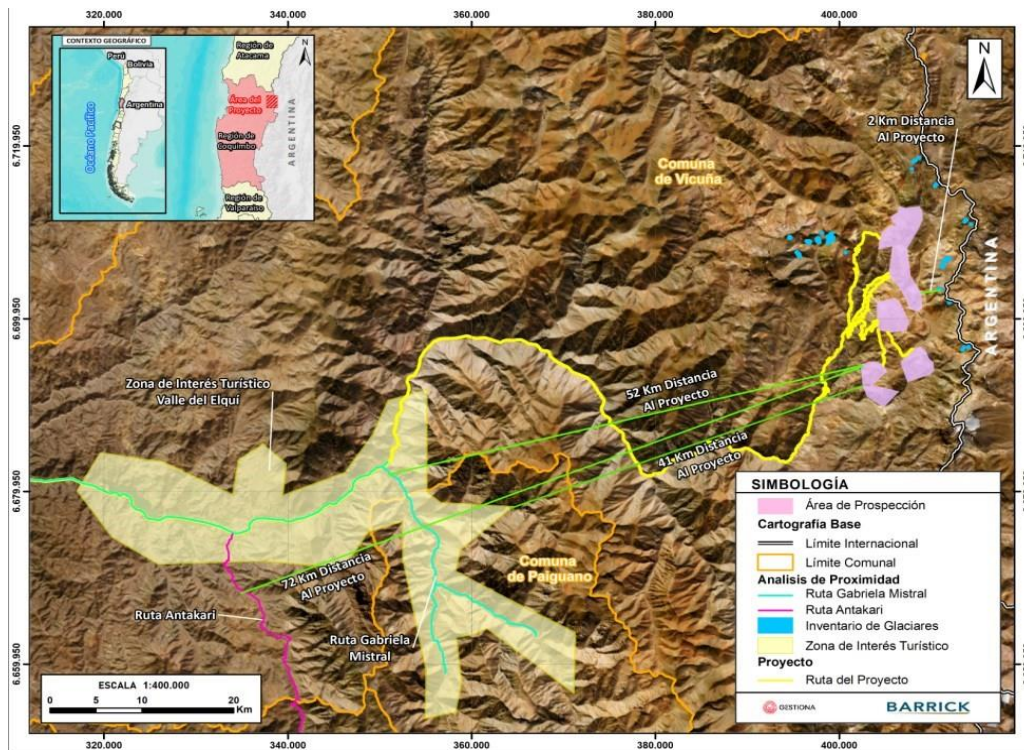 320.000
340.000
360.000
380.000
400.000
CONTEXTO GEOGRÁFICO
Perú
Bolivia
Argentina
Océano Pacífico
Región de
Atacama
Área del
Proyecto
Región de
Coquimbo
ARGENTINA
Región de
Valparaíso
N
2 Km Distancia
Al Proyecto
6.719.950
Comuna
de Vicuña
6.699.950
ARGENTINA
Zona de Interés Turístico
Valle del Elquí
52 Km Distancia
Al Proyecto
41 Km Distancia
Al Proyecto
6.679.950
72 Km Distancia
Al Proyecto
Comuna
de Paiguano
Ruta Antakari
Ruta Gabriela
Mistral
6.659.950
SIMBOLOGÍA
Área de Prospección
Cartografía Base
Límite Internacional
Límite Comunal
Analisis de Proximidad
Ruta Gabriela Mistral
Ruta Antakari
Inventario de Glaciares
Zona de Interés Turístico
Proyecto
Ruta del Proyecto
GESTIONA
BARRICK
ESCALA 1:400.000
0 5 10 20
Km
320.000
340.000
360.000
380.000
400.000